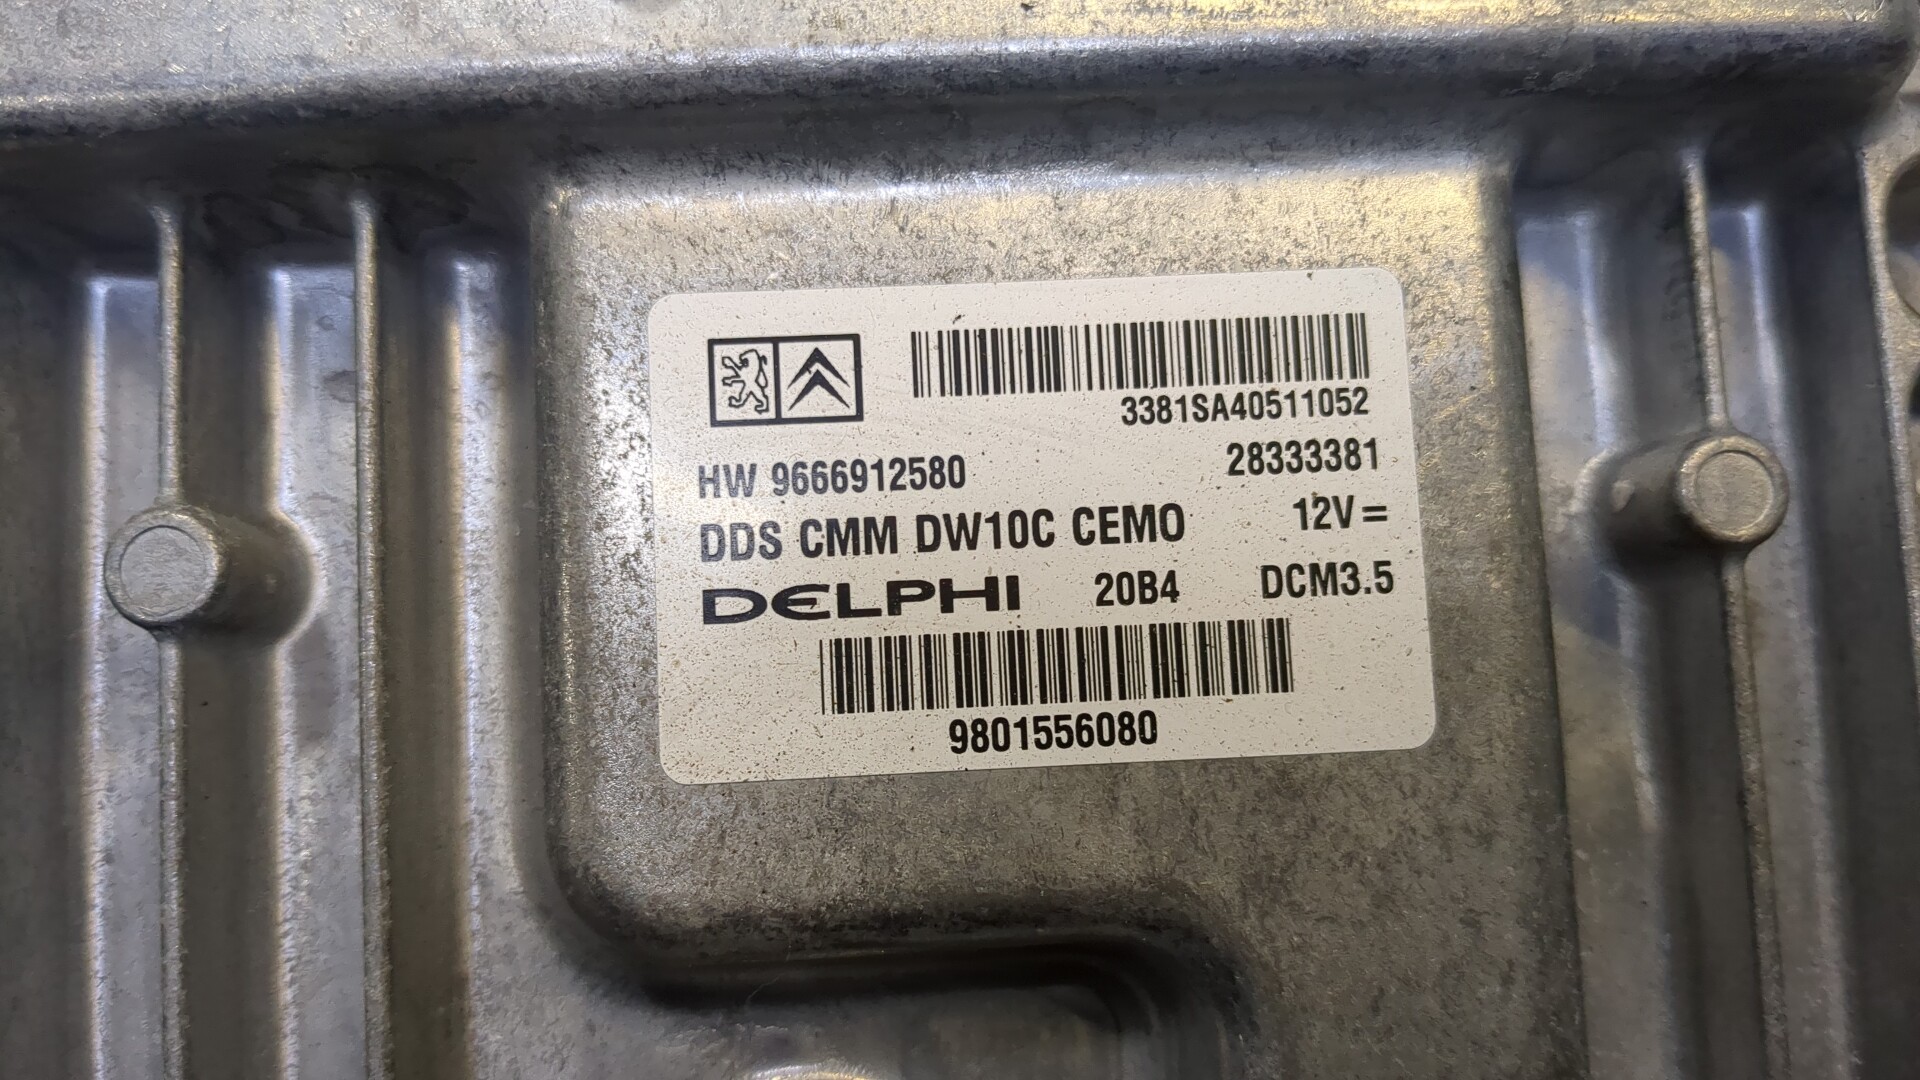 3381SA40511052
HW 9666912580 28333381
DDS CMM DW10C CEMO 12V=
DELPHI 20B4 DCM3.5
9801556080